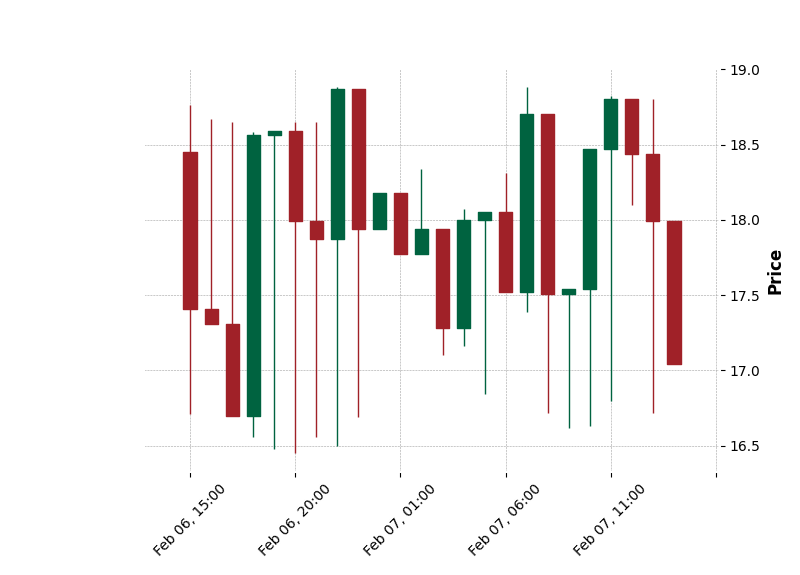 19.0
18.5
18.0
17.5
17.0
16.5
Price
Feb 06, 15:00
Feb 06, 20:00
Feb 07, 01:00
Feb 07, 06:00
Feb 07, 11:00